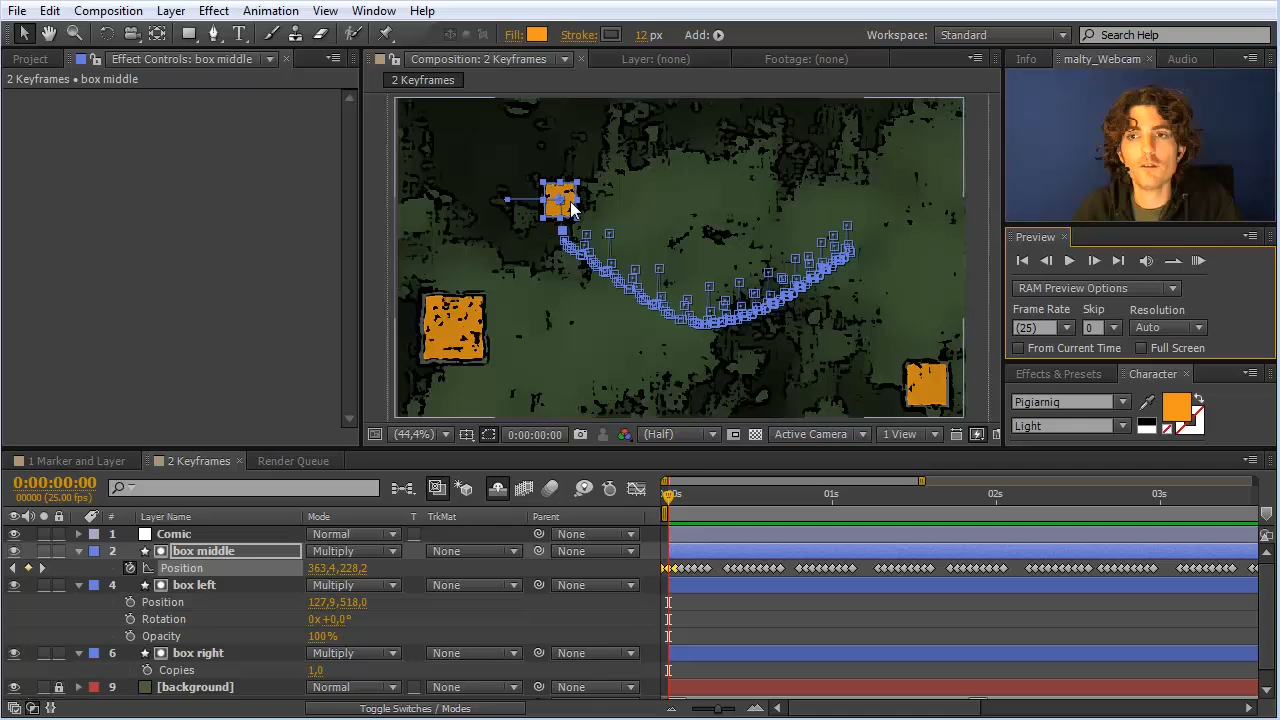 File Edit Composition Layer Effect Animation View Window Help
Fill: Stroke: 12 px Add: Workspace: Standard Search Help
Project Effect Controls: box middle Composition: 2 Keyframes Layer: (none) Footage: (none) Info malty_Webcam Audio
2 Keyframes • box middle 2 Keyframes
Preview
RAM Preview Options
Frame Rate Skip Resolution
(25) 0 Auto
From Current Time Full Screen
Effects & Presets Character
Pigiarniq
Light
(44,4%) 0:00:00:00 (Half) Active Camera 1 View
1 Marker and Layer 2 Keyframes Render Queue
0:00:00:00
00000 (25.00 fps) 01s 02s 03s
# Layer Name Mode T TrkMat Parent
1 Comic Normal None
2 box middle Multiply None None
Position 363,4,228,2
4 box left Multiply None None
Position 127,9,518,0
Rotation 0x+0,0°
Opacity 100%
6 box right Multiply None None
Copies 1,0
9 [background] Normal None None
Toggle Switches / Modes